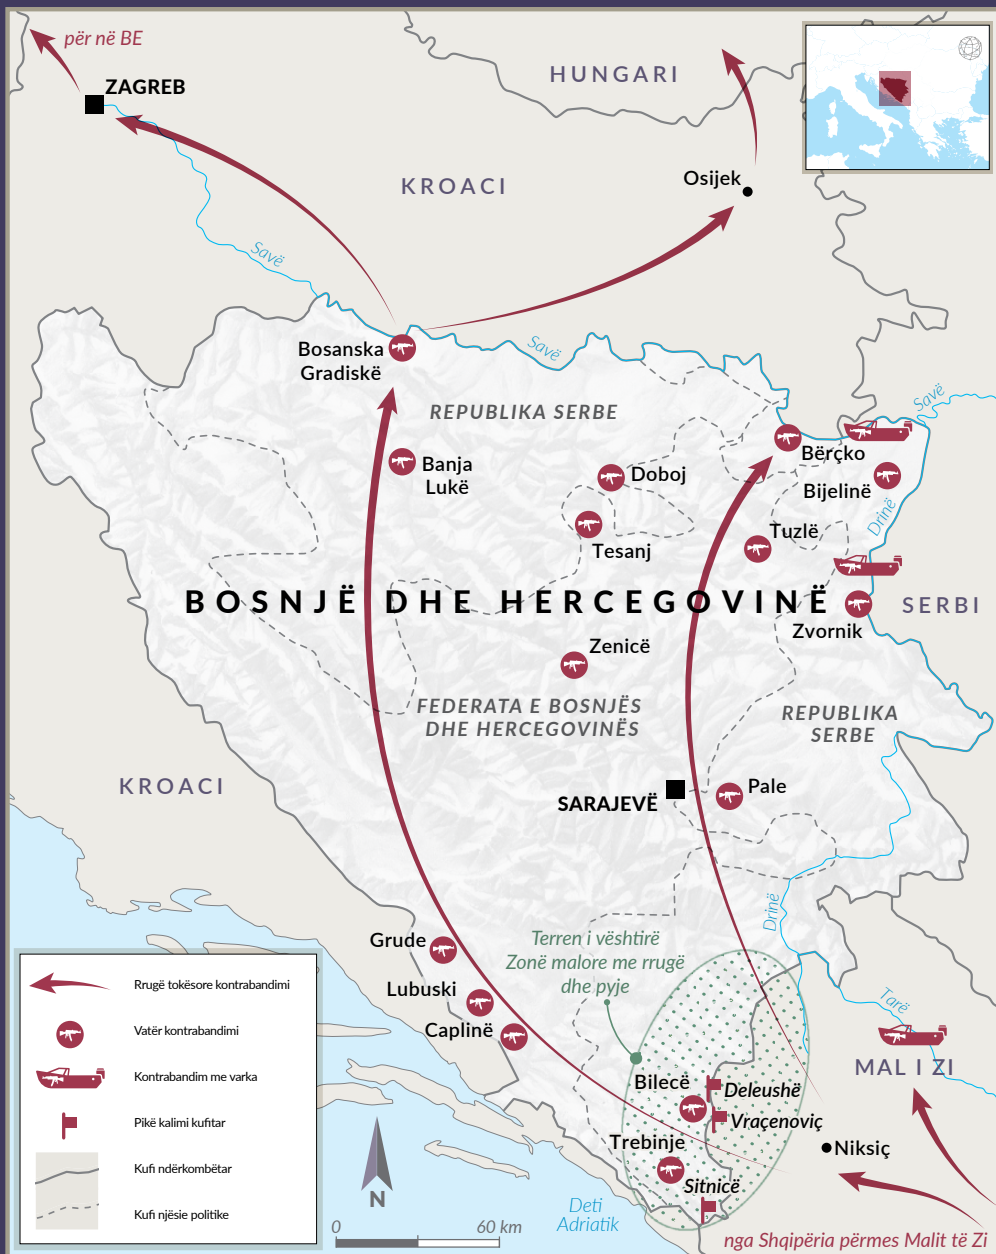 për në BE
ZAGREB
HUNGARI
KROACI
Osijek
Savë
Savë
Savë
Bosanska
Gradiskë
REPUBLIKA SERBE
Banja
Lukë
Doboj
Bërçko
Bijelinë
Drinë
Tesanj
Tuzlë
BOSNJË DHE HERCEGOVINË
SERBI
Zvornik
Zenicë
FEDERATA E BOSNJËS
DHE HERCEGOVINËS
REPUBLIKA
SERBE
KROACI
SARAJEVË
Pale
Drinë
Grude
Terren i vështirë
Zonë malore me rrugë
dhe pyje
Lubuski
Caplinë
Tarë
MAL I ZI
Bilecë
Deleushë
Vraçenoviç
Trebinje
Niksiç
Sitnicë
Deti
Adriatik
nga Shqipëria përmes Malit të Zi
Rrugë tokësore kontrabandimi
Vatër kontrabandimi
Kontrabandim me varka
Pikë kalimi kufitar
Kufi ndërkombëtar
Kufi njësie politike
N
0 60 km